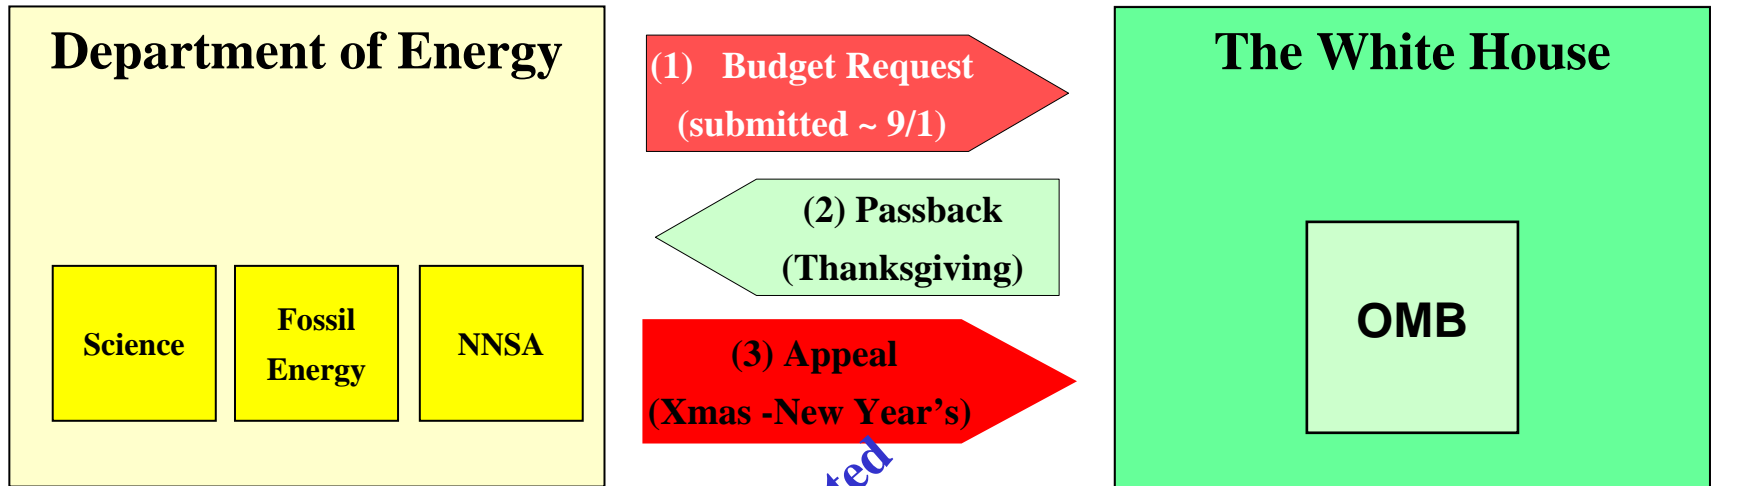 Department of Energy
(1) Budget Request
(submitted ~ 9/1)
The White House
(2) Passback
(Thanksgiving)
Science
Fossil
Energy
NNSA
(3) Appeal
(Xmas -New Year’s)
OMB